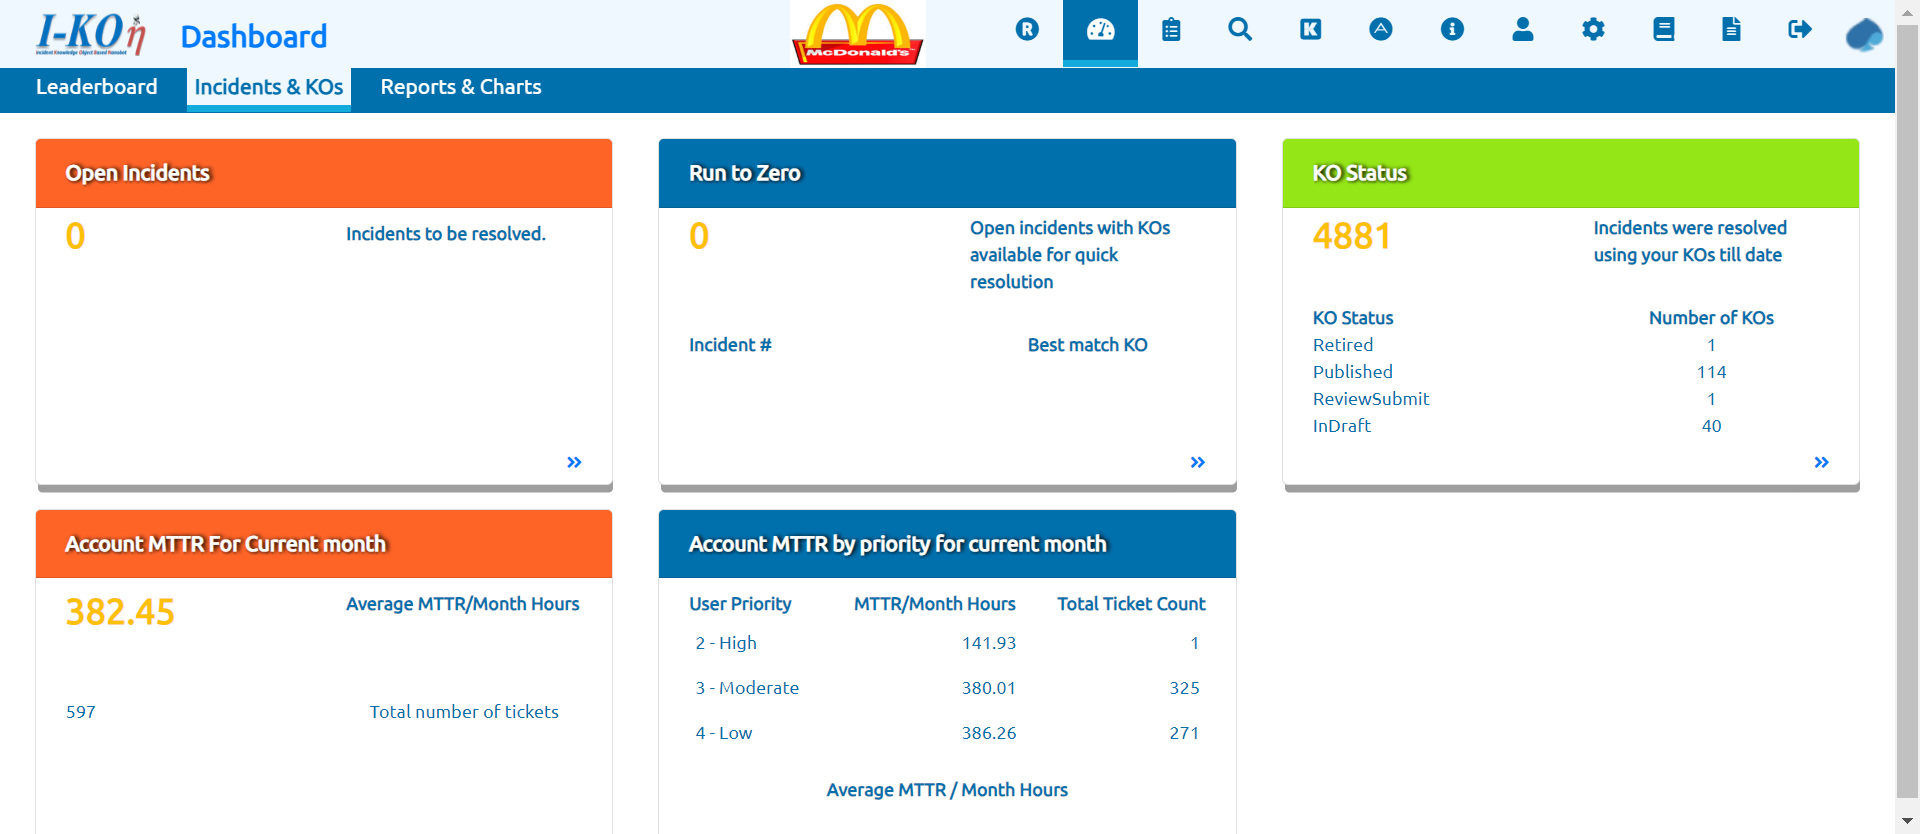 I-KO η
Incident Knowledge Object Based Nanobot
Dashboard
McDonald's
R
K
A
i
Leaderboard
Incidents & KOs
Reports & Charts
Open Incidents
0
Incidents to be resolved.
Run to Zero
0
Open incidents with KOs
available for quick
resolution
Incident #
Best match KO
KO Status
4881
Incidents were resolved
using your KOs till date
KO Status Number of KOs
Retired 1
Published 114
ReviewSubmit 1
InDraft 40
Account MTTR For Current month
382.45
Average MTTR/Month Hours
597
Total number of tickets
Account MTTR by priority for current month
User Priority MTTR/Month Hours Total Ticket Count
2 - High 141.93 1
3 - Moderate 380.01 325
4 - Low 386.26 271
Average MTTR / Month Hours